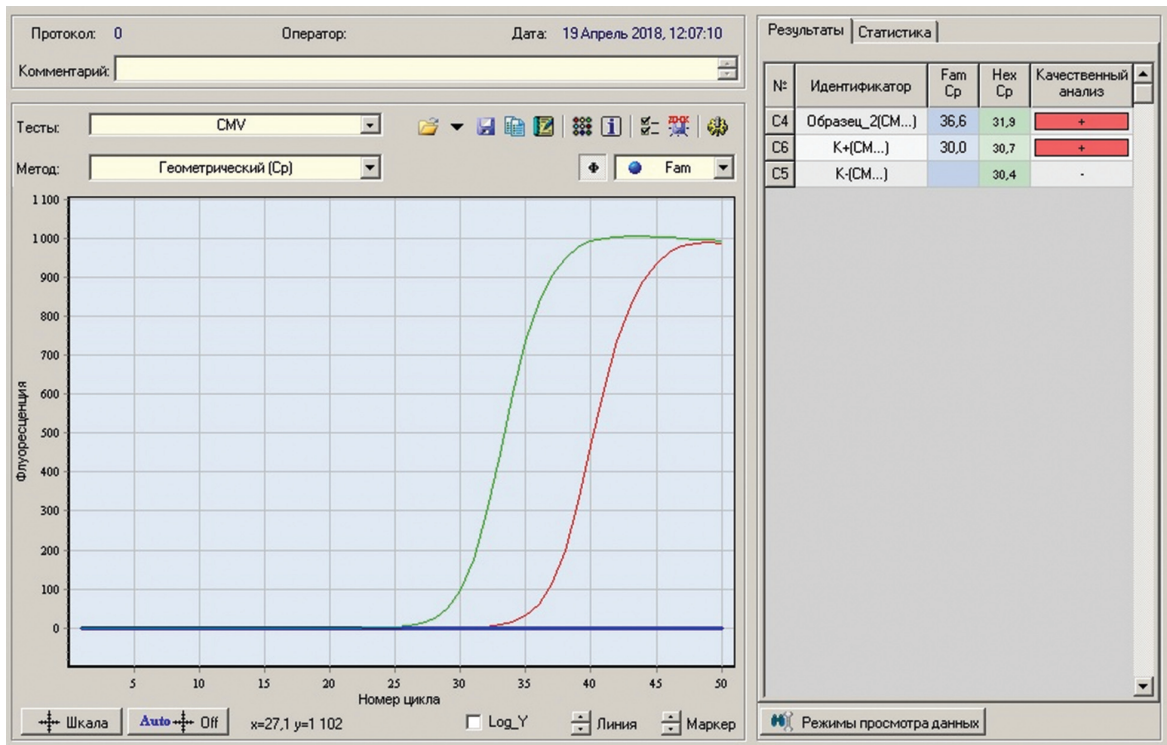 Протокол: 0 Оператор: Дата: 19 Апрель 2018, 12:07:10
Комментарий:
Тесты: CMV
Метод: Геометрический (Cp) Ф Fam
Флуоресценция
1 100
1 000
900
800
700
600
500
400
300
200
100
0
5 10 15 20 25 30 35 40 45 50
Номер цикла
Шкала Auto Off x=27,1 y=1 102 Log_Y Линия Маркер
Результаты Статистика
№ Идентификатор Fam Cp Hex Cp Качественный анализ
C4 Образец_2(CM...) 36,6 31,9 +
C6 K+(CM...) 30,0 30,7 +
C5 K-(CM...) 30,4 -
Режимы просмотра данных